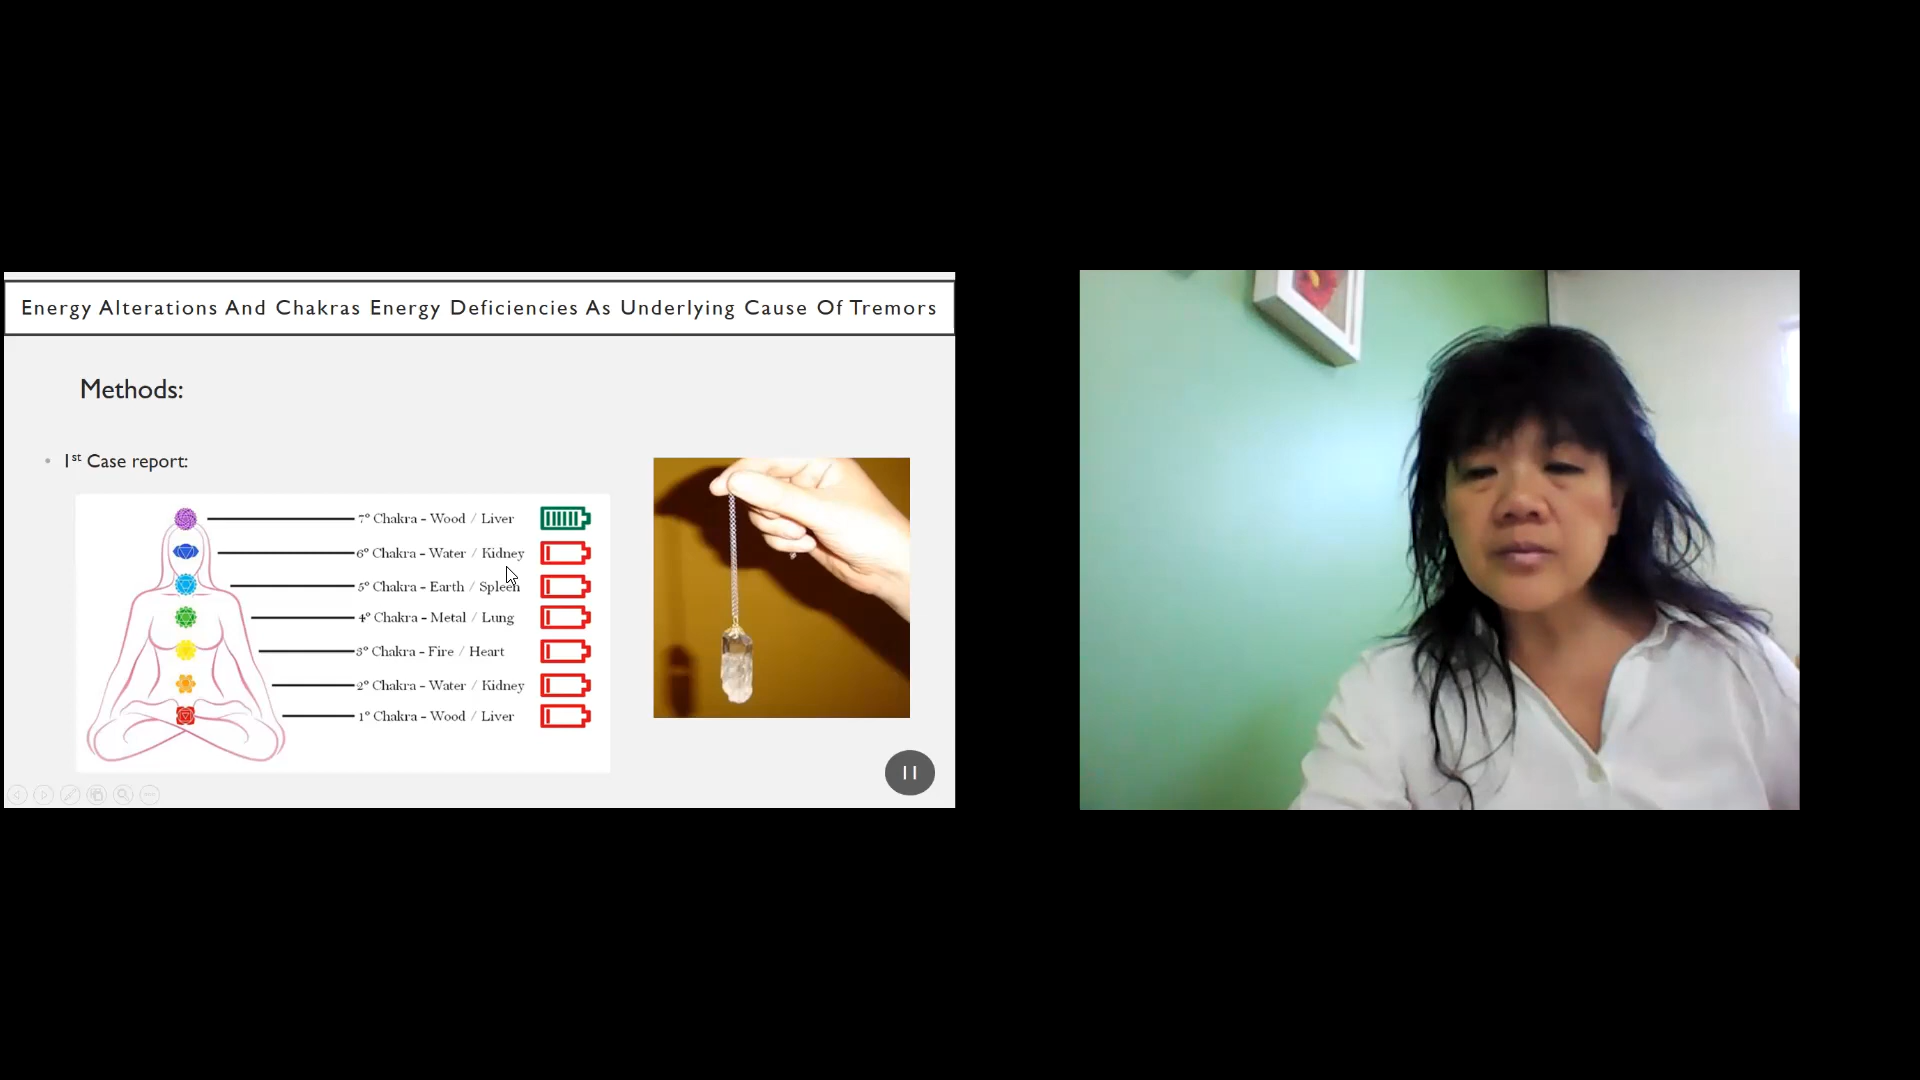 Energy Alterations And Chakras Energy Deficiencies As Underlying Cause Of Tremors
Methods:
• 1st Case report:
7° Chakra - Wood / Liver
6° Chakra - Water / Kidney
5° Chakra - Earth / Spleen
4° Chakra - Metal / Lung
3° Chakra - Fire / Heart
2° Chakra - Water / Kidney
1° Chakra - Wood / Liver